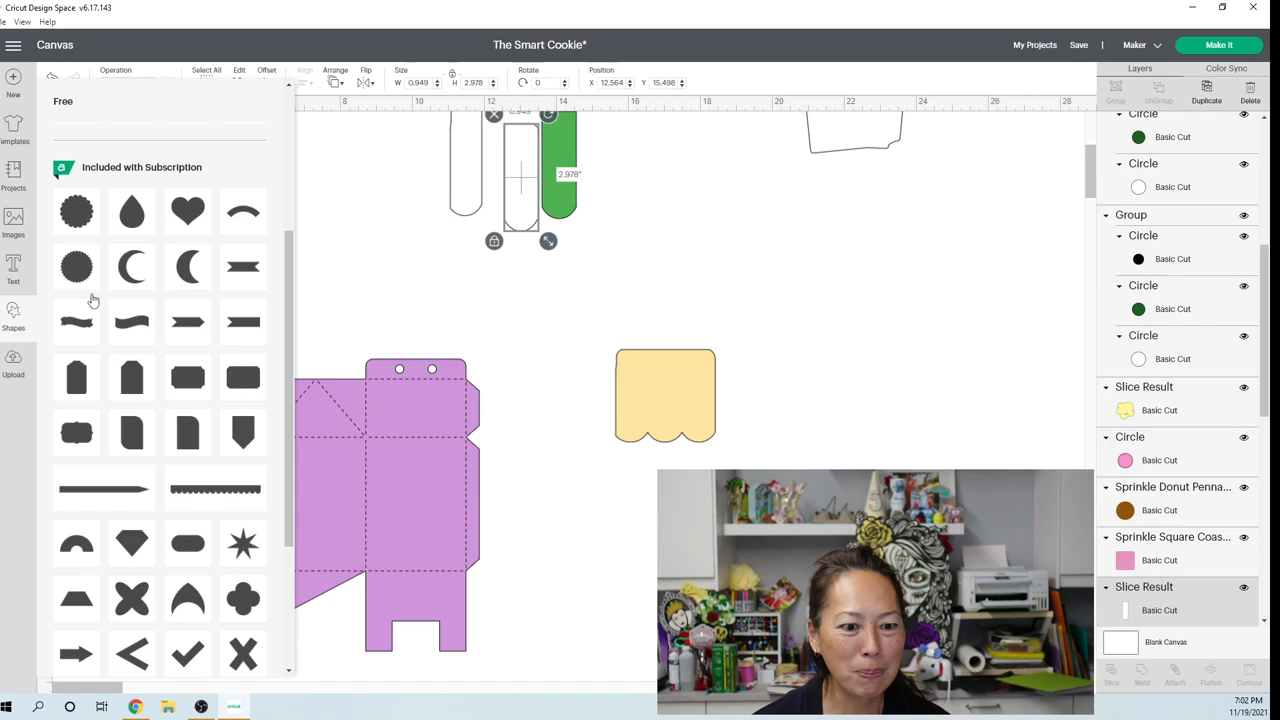 Cricut Design Space v6.17.143
le View Help
Canvas
The Smart Cookie*
My Projects Save | Maker Make It
Operation Select All Edit Offset Align Arrange Flip Size Rotate Position
W 0.949 H 2.978 0 X 12.564 Y 15.498
Layers Color Sync
Group UnGroup Duplicate Delete
New
Templates
Projects
Images
Text
Shapes
Upload
Free
a Included with Subscription
8 10 12 14 16 18 20 22 24 26 28
0.949
2.978"
Circle
Basic Cut
Circle
Basic Cut
Group
Circle
Basic Cut
Circle
Basic Cut
Circle
Basic Cut
Slice Result
Basic Cut
Circle
Basic Cut
Sprinkle Donut Penna...
Basic Cut
Sprinkle Square Coas...
Basic Cut
Slice Result
Basic Cut
Blank Canvas
Slice Weld Attach Flatten Contour
cricut
7:02 PM
11/19/2021